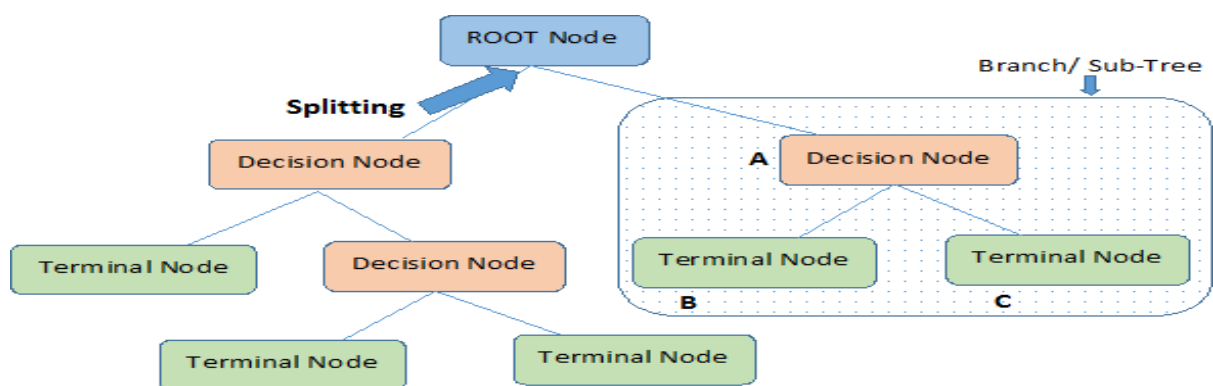 ROOT Node
Branch/ Sub-Tree
Splitting
Decision Node
A
Decision Node
Terminal Node
Decision Node
Terminal Node
Terminal Node
B
C
Terminal Node
Terminal Node